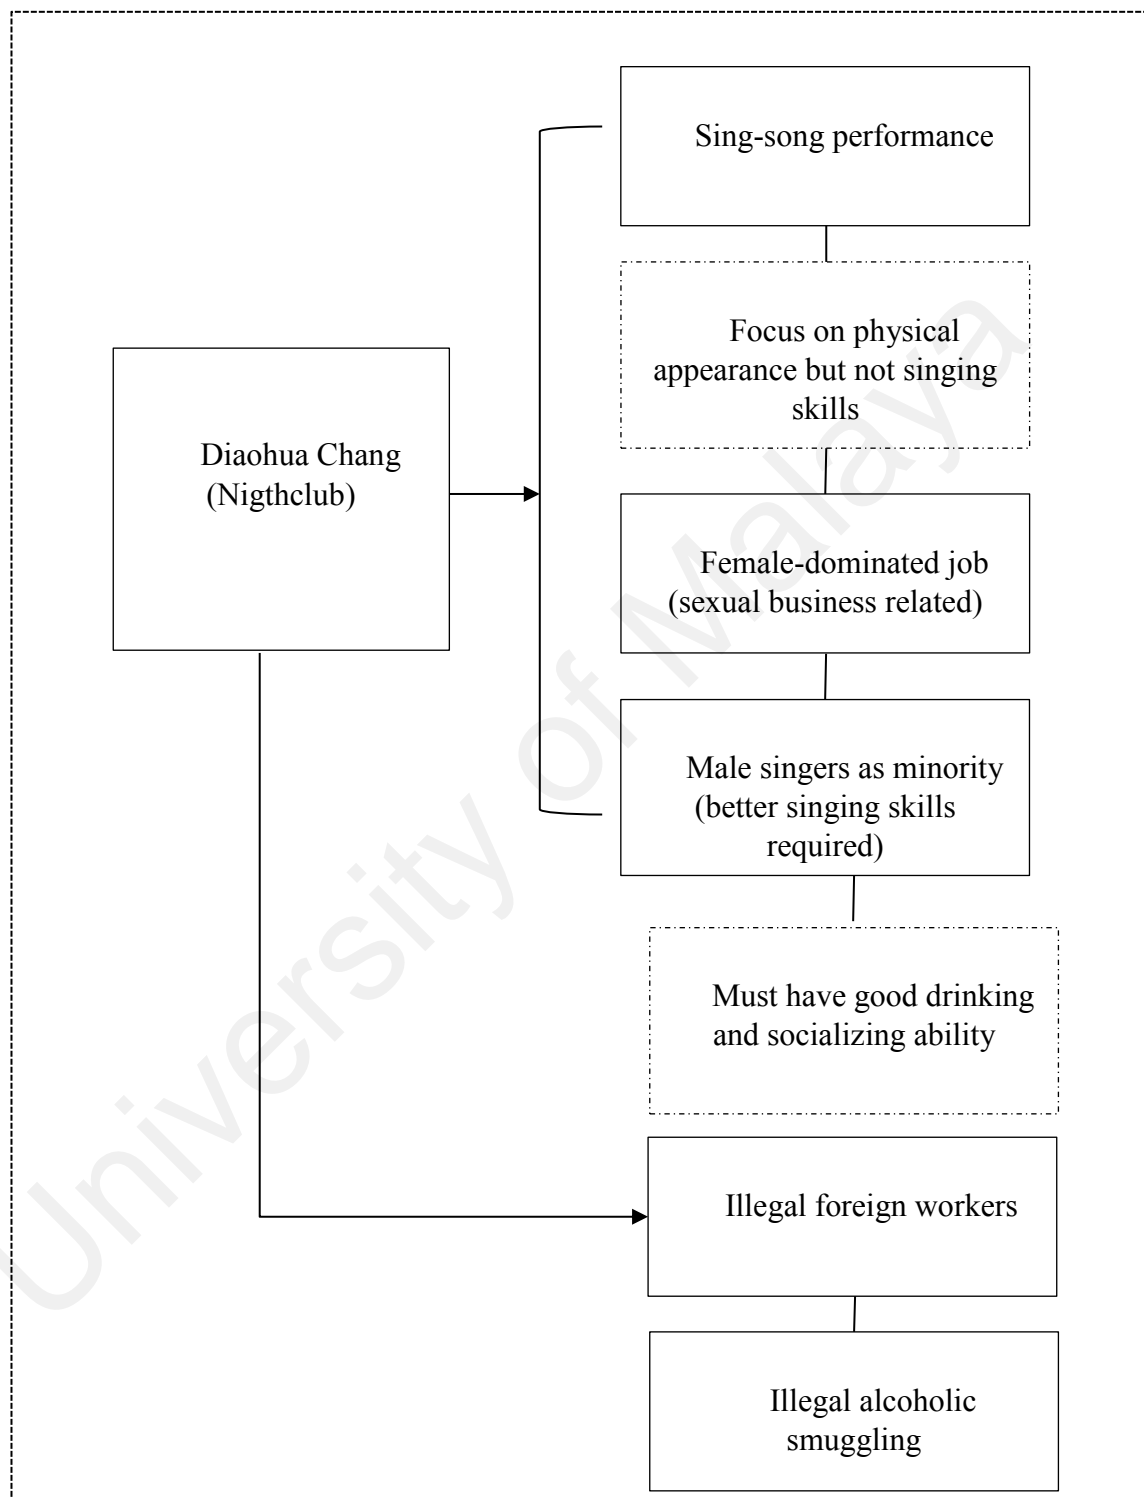 Sing-song performance
Focus on physical
appearance but not singing
skills
Diaohua Chang
(Nigthclub)
Female-dominated job
(sexual business related)
Male singers as minority
(better singing skills
required)
Must have good drinking
and socializing ability
Illegal foreign workers
Illegal alcoholic
smuggling
University of Malaya